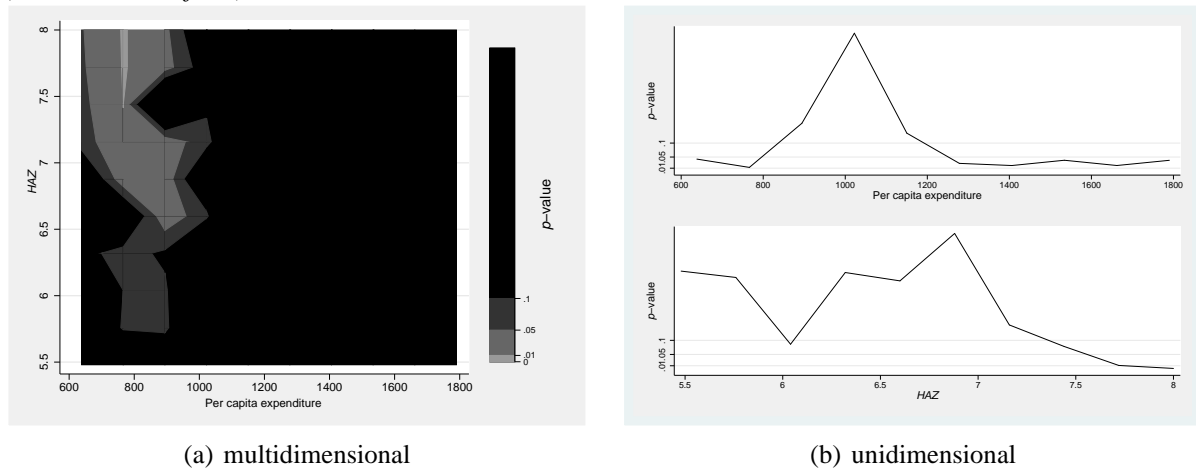 8
7.5
7
6.5
6
5.5
HAZ
600 800 1000 1200 1400 1600 1800
Per capita expenditure
.1
.05
.01
0
p–value
(a) multidimensional
p–value
.01 .05 .1
600 800 1000 1200 1400 1600 1800
Per capita expenditure
p–value
.01 .05 .1
5.5 6 6.5 7 7.5 8
HAZ
(b) unidimensional